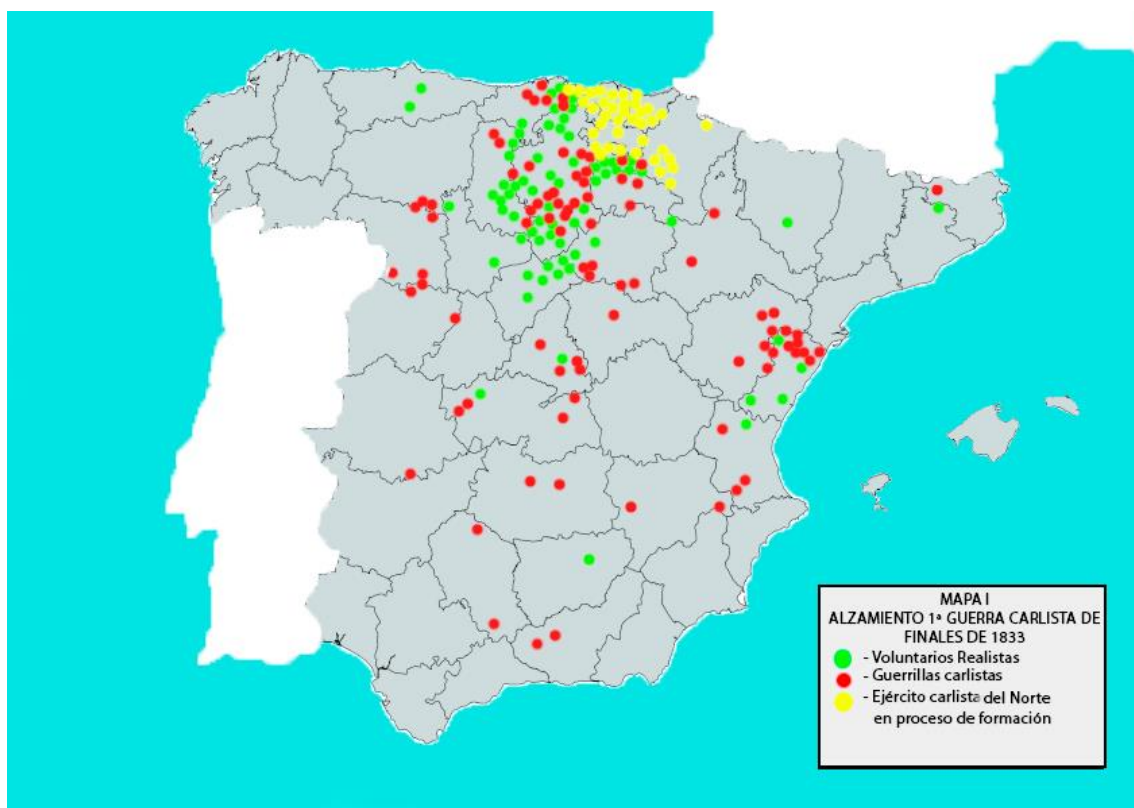 MAPA I
ALZAMIENTO 1ª GUERRA CARLISTA DE
FINALES DE 1833
- Voluntarios Realistas
- Guerrillas carlistas
- Ejército carlista del Norte
en proceso de formación